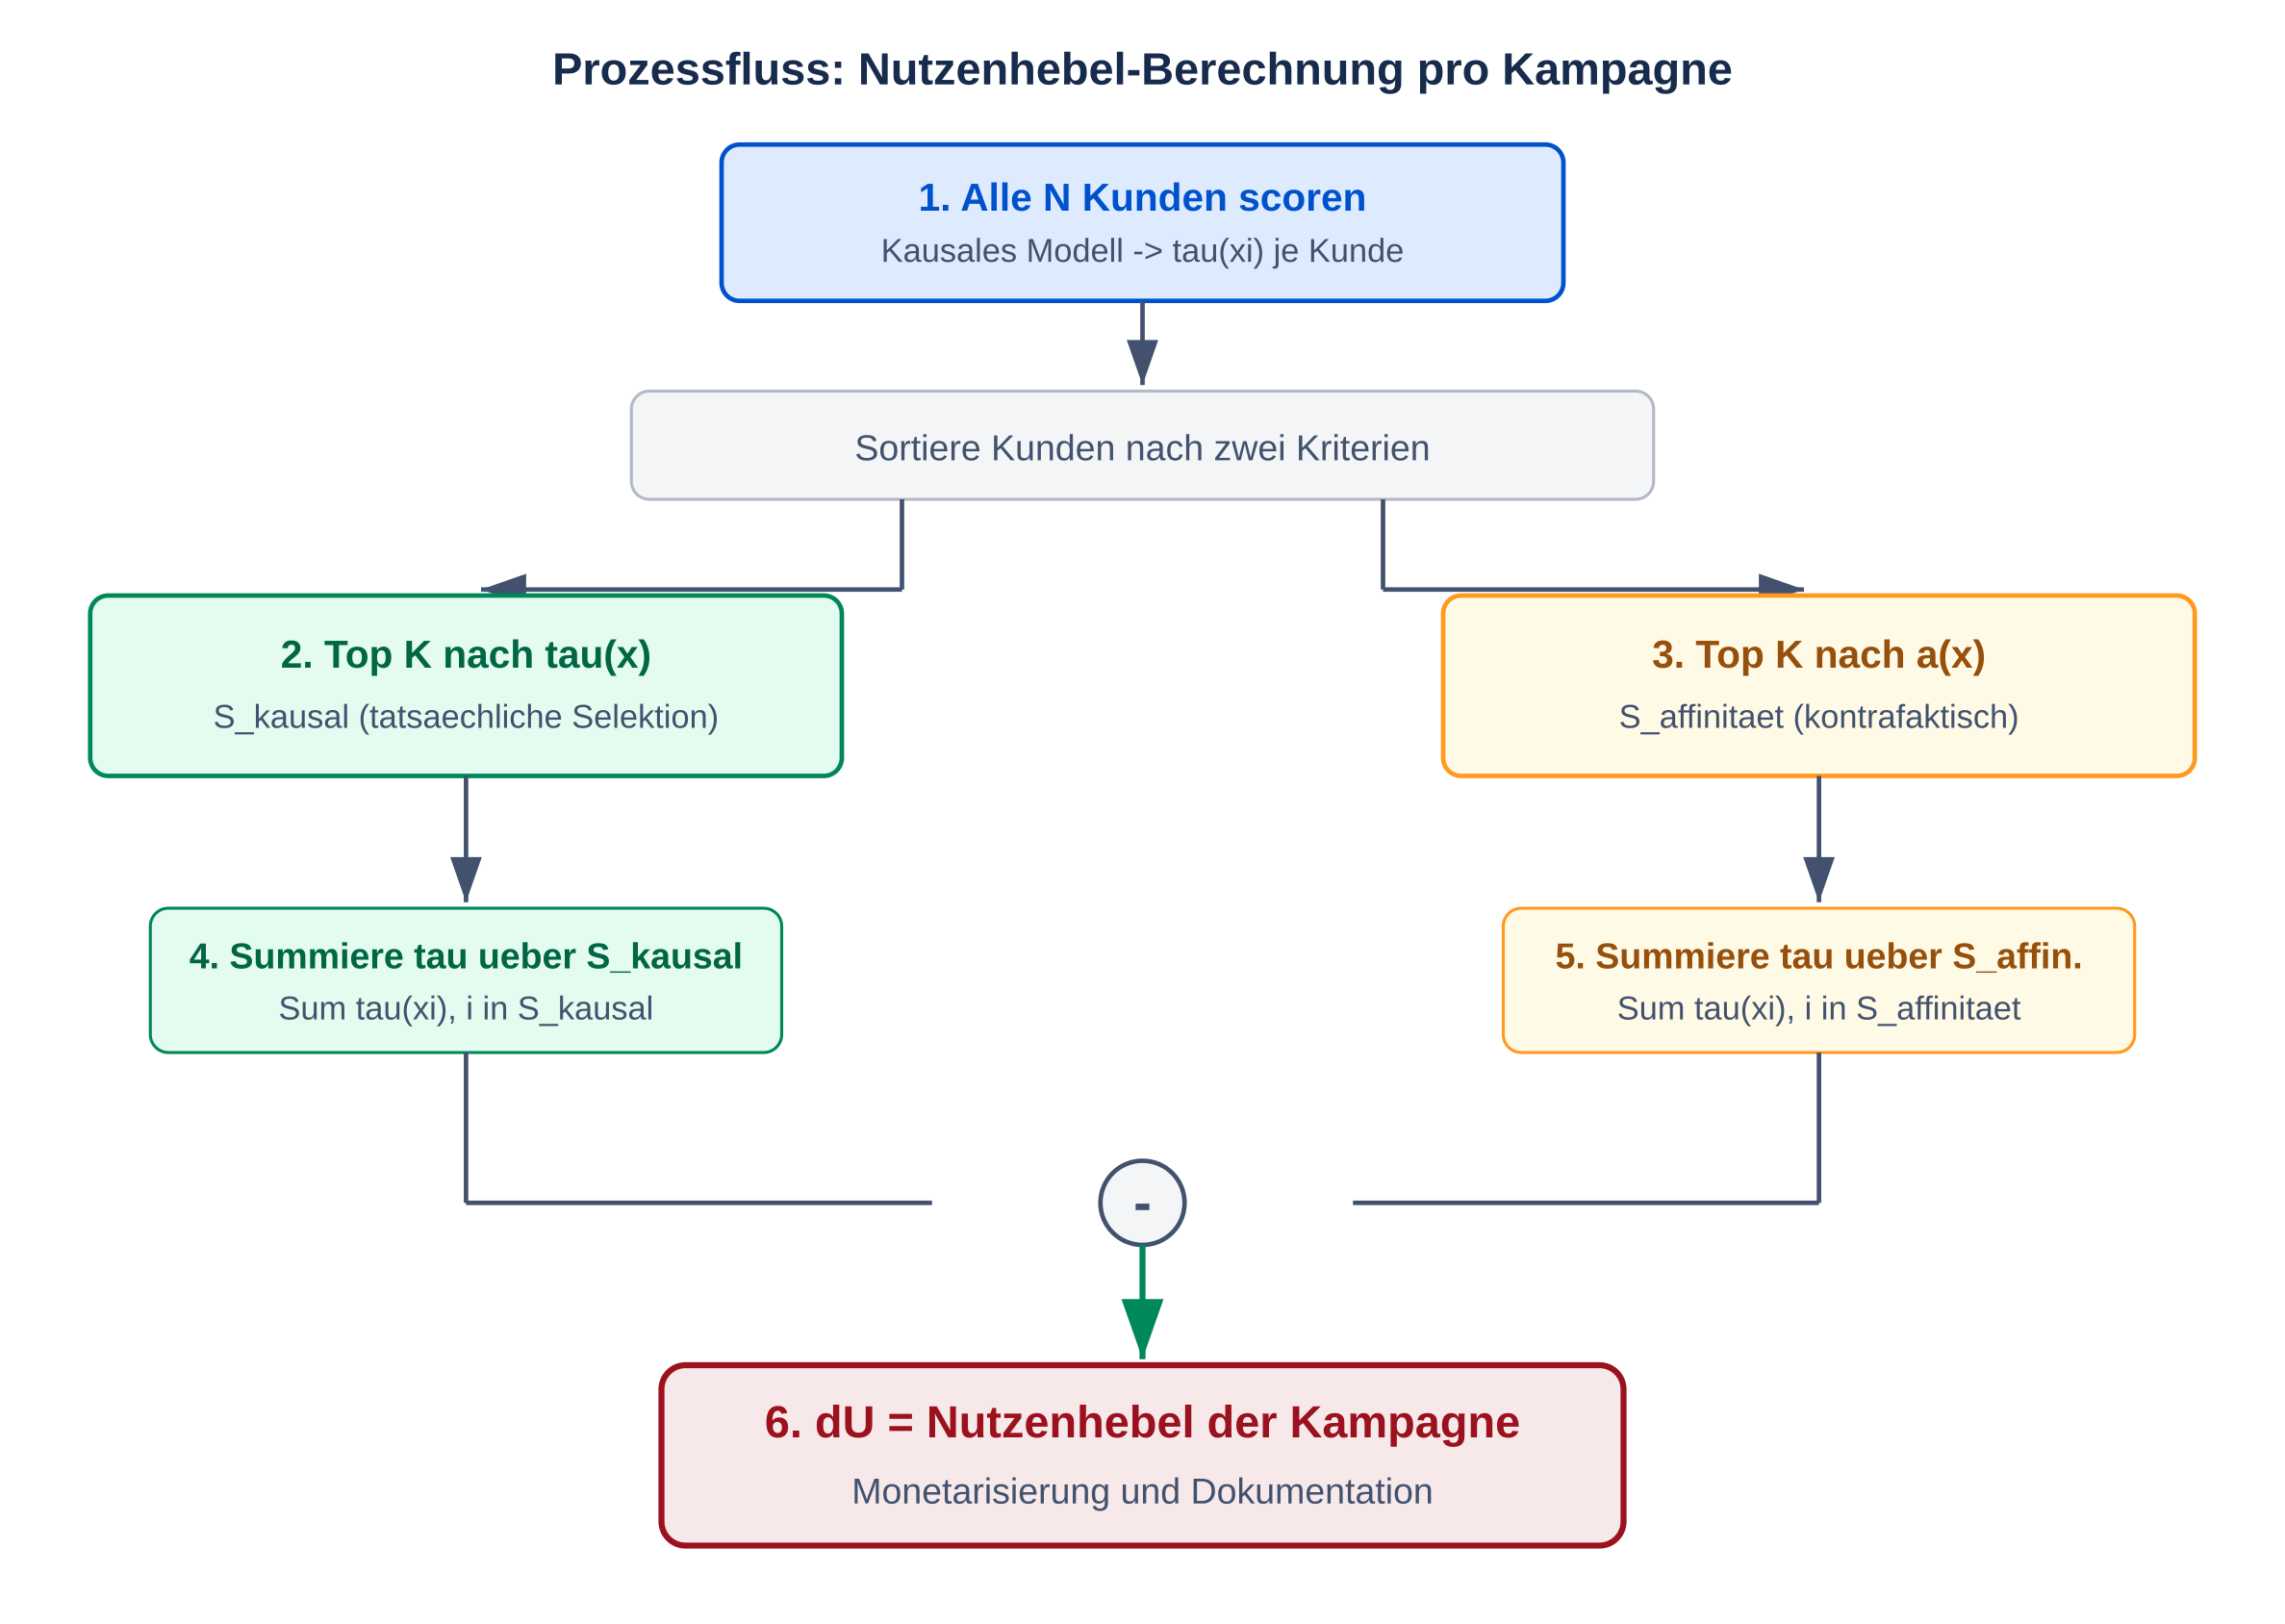 Prozessfluss: Nutzenhebel-Berechnung pro Kampagne
1. Alle N Kunden scoren
Kausales Modell -> tau(xi) je Kunde
Sortiere Kunden nach zwei Kriterien
2. Top K nach tau(x)
S_kausal (tatsaechliche Selektion)
3. Top K nach a(x)
S_affinitaet (kontrafaktisch)
4. Summiere tau ueber S_kausal
Sum tau(xi), i in S_kausal
5. Summiere tau ueber S_affin.
Sum tau(xi), i in S_affinitaet
-
6. dU = Nutzenhebel der Kampagne
Monetarisierung und Dokumentation